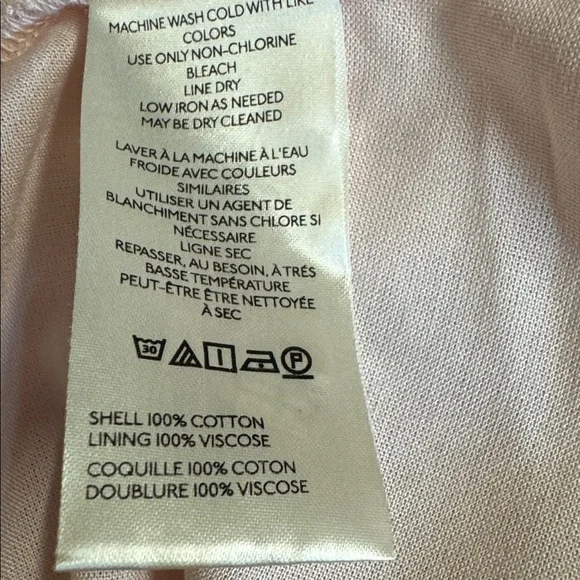 MACHINE WASH COLD WITH LIKE
COLORS
USE ONLY NON-CHLORINE
BLEACH
LINE DRY
LOW IRON AS NEEDED
MAY BE DRY CLEANED
LAVER À LA MACHINE À L'EAU
FROIDE AVEC COULEURS
SIMILAIRES
UTILISER UN AGENT DE
BLANCHIMENT SANS CHLORE SI
NÉCESSAIRE
LIGNE SEC
REPASSER, AU BESOIN, À TRÉS
BASSE TEMPÉRATURE
PEUT-ÊTRE ÊTRE NETTOYÉE
À SEC
30 P
SHELL 100% COTTON
LINING 100% VISCOSE
COQUILLE 100% COTON
DOUBLURE 100% VISCOSE